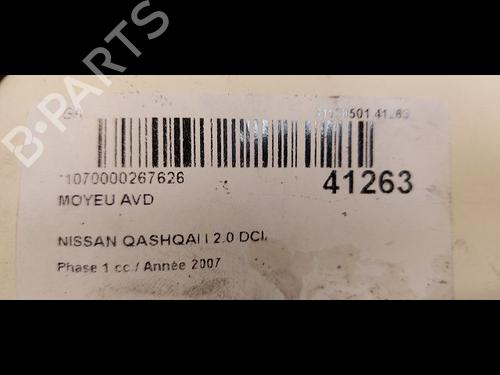 *1070000267626
41263
MOYEU AVD
NISSAN QASHQAI I 2.0 DCI
Phase 1 cc / Année 2007
B-PARTS